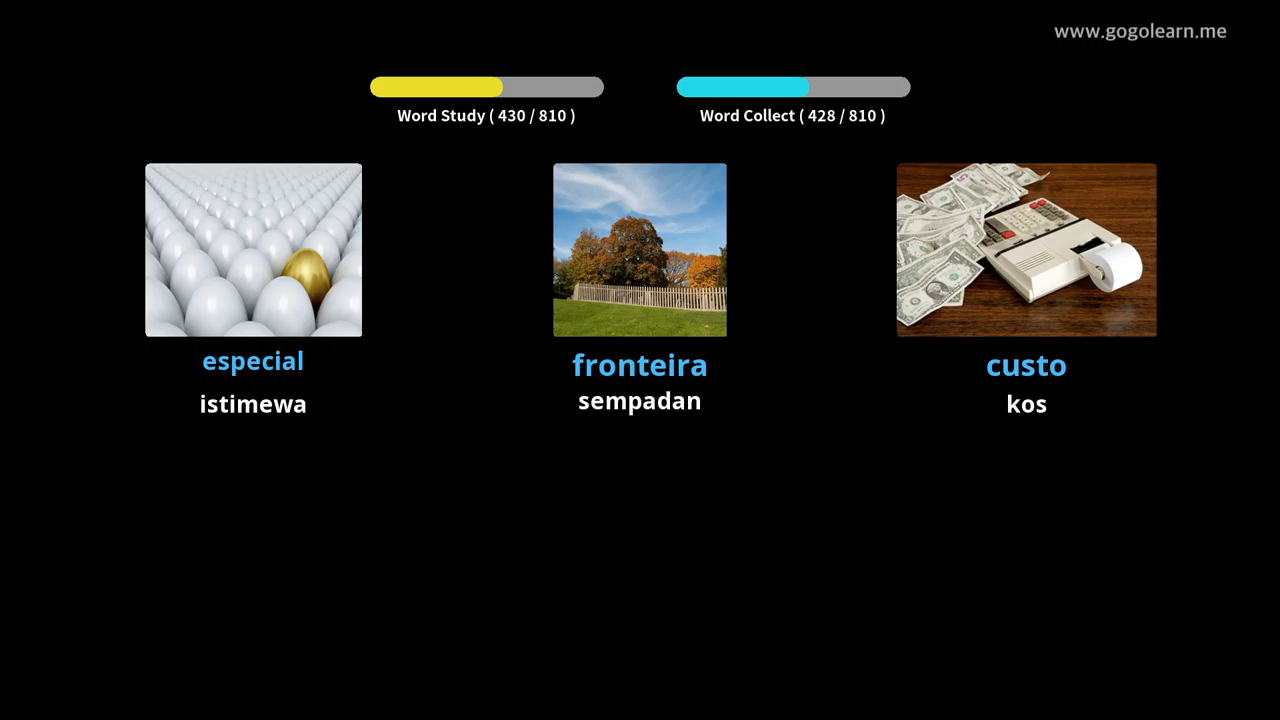 www.gogolearn.me
Word Study ( 430 / 810 )
Word Collect ( 428 / 810 )
especial
istimewa
fronteira
sempadan
custo
kos